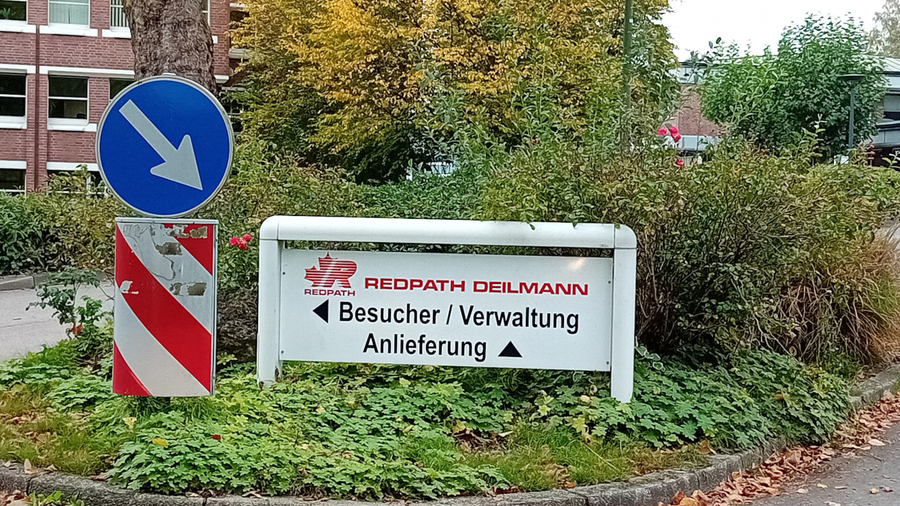 REDPATH
REDPATH DEILMANN
Besucher / Verwaltung
Anlieferung